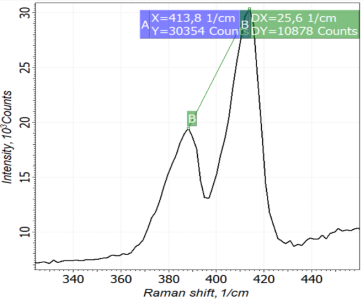 A X=413,8 1/cm B DX=25,6 1/cm
Y=30354 Count DY=10878 Counts
B
30
25
20
15
10
Intensity, 10³Counts
340 360 380 400 420 440
Raman shift, 1/cm